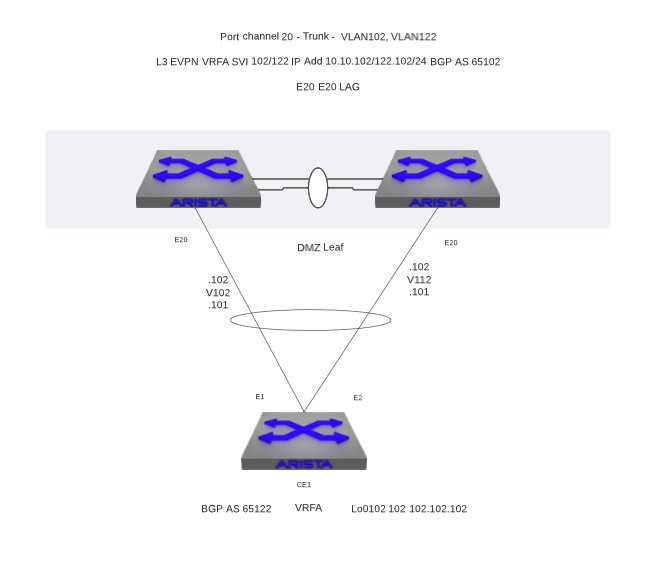 Port channel 20 - Trunk - VLAN102, VLAN122
L3 EVPN VRFA SVI 102/122 IP Add 10.10.102/122.102/24 BGP AS 65102
E20 E20 LAG
ARISTA
ARISTA
E20
E20
DMZ Leaf
.102
V102
.101
.102
V112
.101
E1
E2
ARISTA
CE1
BGP AS 65122 VRFA Lo0102 102 102.102.102